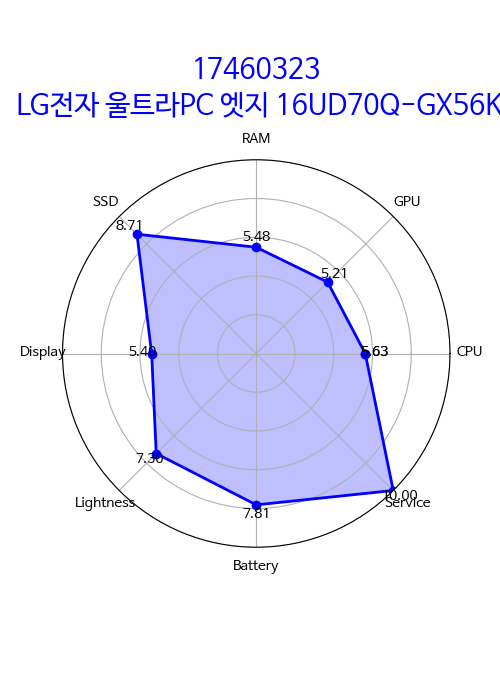 17460323
LG전자 울트라PC 엣지 16UD70Q-GX56K
RAM
SSD
GPU
8.71
5.48
5.21
Display
5.40
5.63
CPU
7.30
Lightness
10.00
Service
7.81
Battery